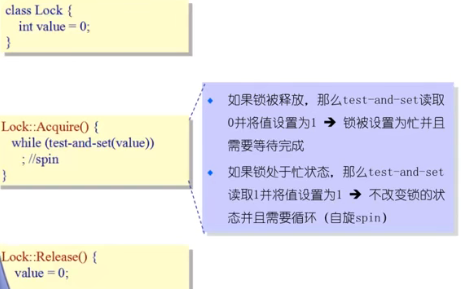 class Lock {
int value = 0;
}
Lock::Acquire() {
while (test-and-set(value))
; //spin
}
◆ 如果锁被释放，那么test-and-set读取
0并将值设置为1 ➔ 锁被设置为忙并且
需要等待完成
◆ 如果锁处于忙状态，那么test-and-set
读取1并将值设置为1 ➔ 不改变锁的状
态并且需要循环（自旋spin）
Lock::Release() {
value = 0;